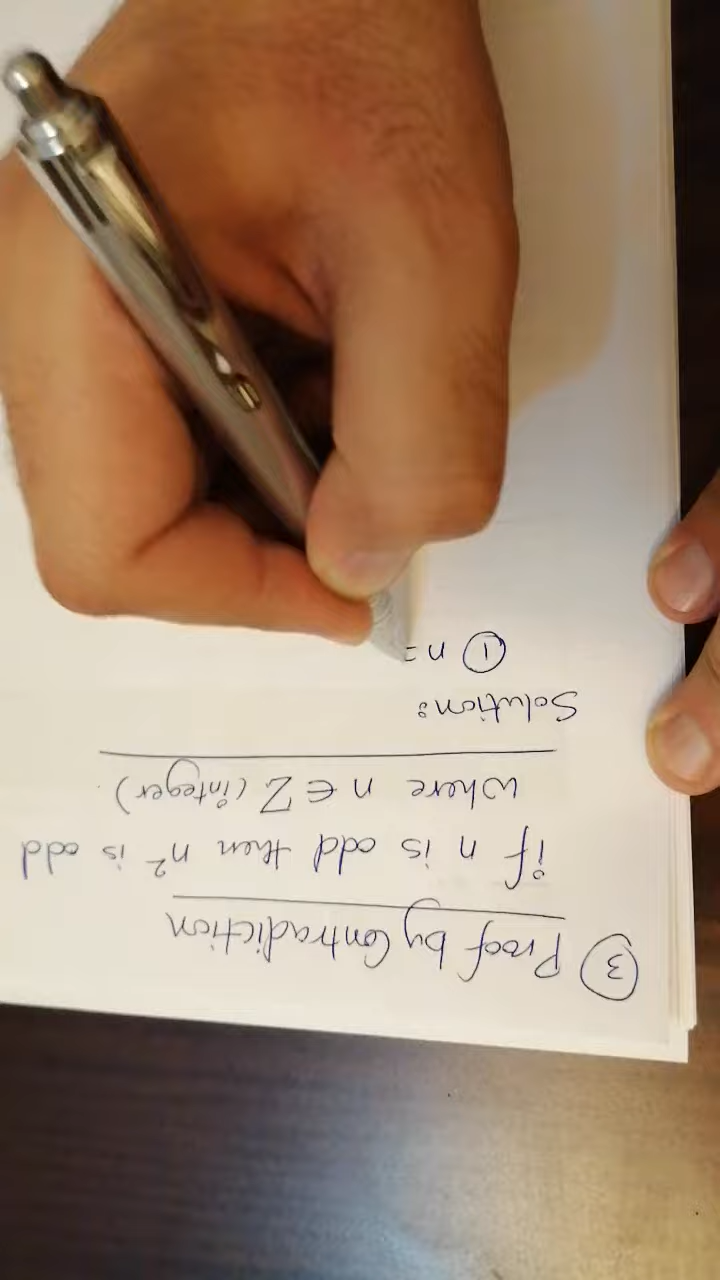 ③ Proof by Contradiction
if n is odd then n² is odd
where n ∈ Z (integer)
Solution:
① n=